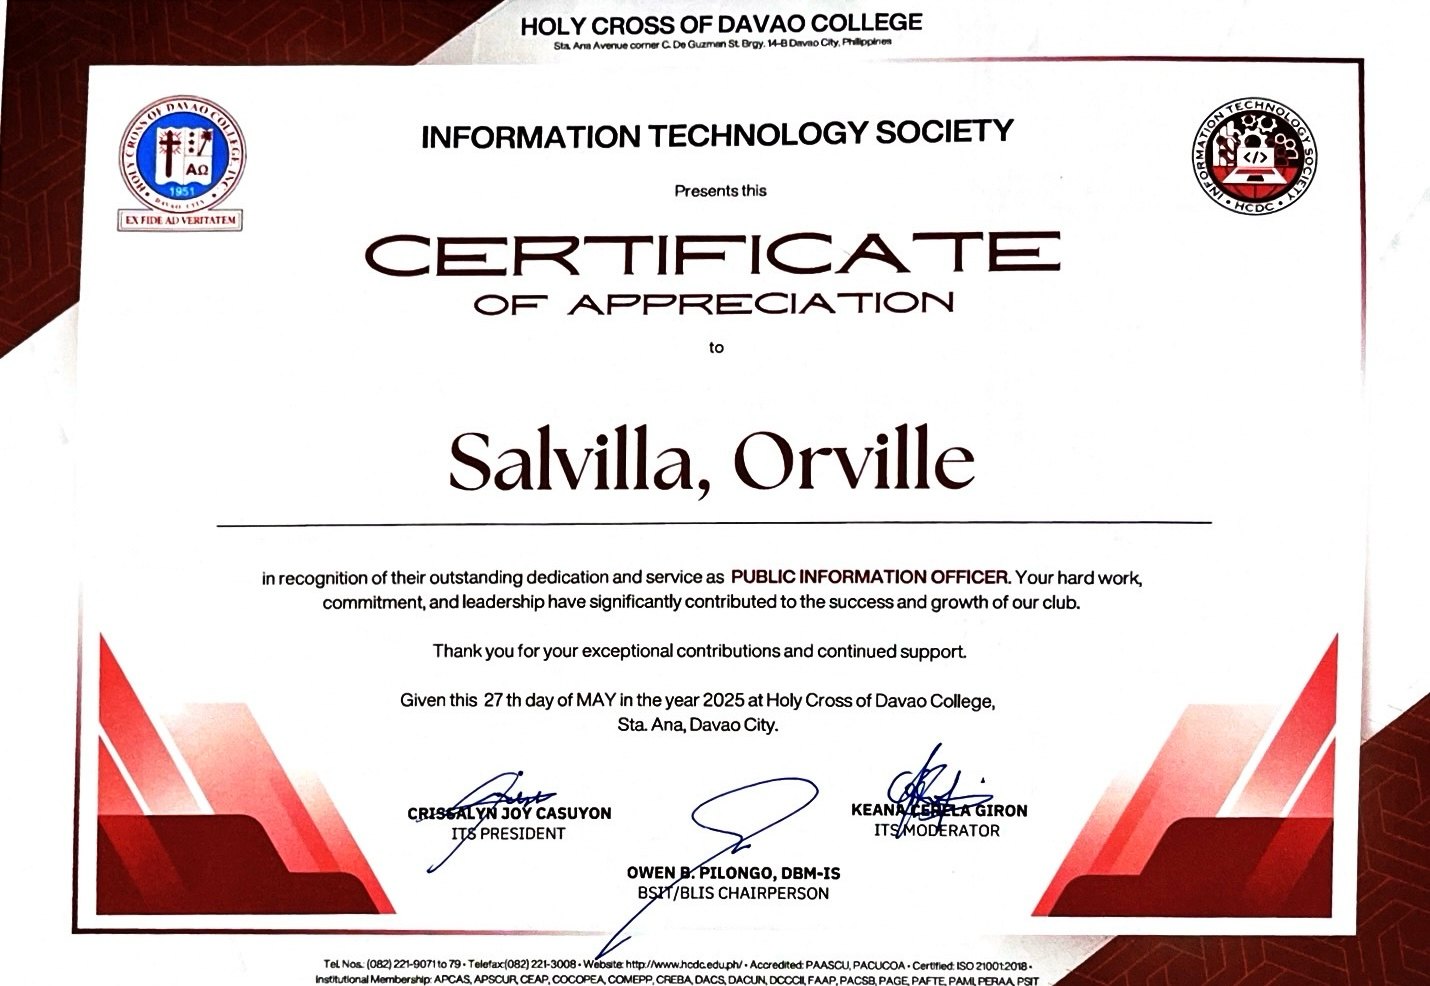 HOLY CROSS OF DAVAO COLLEGE
Sta. Ana Avenue corner C. De Guzman St. Brgy. 14-B Davao City, Philippines
HOLY CROSS OF DAVAO COLLEGE, INC.
ΑΩ
1951
DAVAO CITY
EX FIDE AD VERITATEM
INFORMATION TECHNOLOGY SOCIETY
INFORMATION TECHNOLOGY SOCIETY
</>
• HCDC •
Presents this
CERTIFICATE
OF APPRECIATION
to
Salvilla, Orville
in recognition of their outstanding dedication and service as PUBLIC INFORMATION OFFICER. Your hard work,
commitment, and leadership have significantly contributed to the success and growth of our club.
Thank you for your exceptional contributions and continued support.
Given this 27th day of MAY in the year 2025 at Holy Cross of Davao College,
Sta. Ana, Davao City.
CRISSALYN JOY CASUYON
ITS PRESIDENT
KEANA GIRON
ITS MODERATOR
OWEN B. PILONGO, DBM-IS
BSIT/BLIS CHAIRPERSON
Tel. Nos.: (082) 221-9071 to 79 • Telefax:(082) 221-3008 • Website: http://www.hcdc.edu.ph/ • Accredited: PAASCU, PACUCOA • Certified: ISO 21001:2018 •
Institutional Membership: APCAS, APSCUR, CEAP, COCOPEA, COMEPP, CREBA, DACS, DACUN, DCCCII, FAAP, PACSB, PAGE, PAFTE, PAMI, PERAA, PSIT